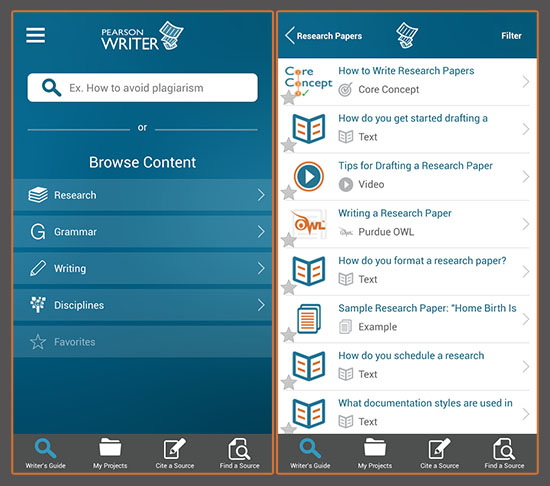 PEARSON
WRITER
Ex. How to avoid plagiarism
or
Browse Content
Research
Grammar
Writing
Disciplines
Favorites
Writer's Guide
My Projects
Cite a Source
Find a Source
Research Papers
Filter
Core
Concept
How to Write Research Papers
Core Concept
How do you get started drafting a
Text
Tips for Drafting a Research Paper
Video
OWL
Writing a Research Paper
Purdue OWL
How do you format a research paper?
Text
Sample Research Paper: "Home Birth Is
Example
How do you schedule a research
Text
What documentation styles are used in
Text
Writer's Guide
My Projects
Cite a Source
Find a Source